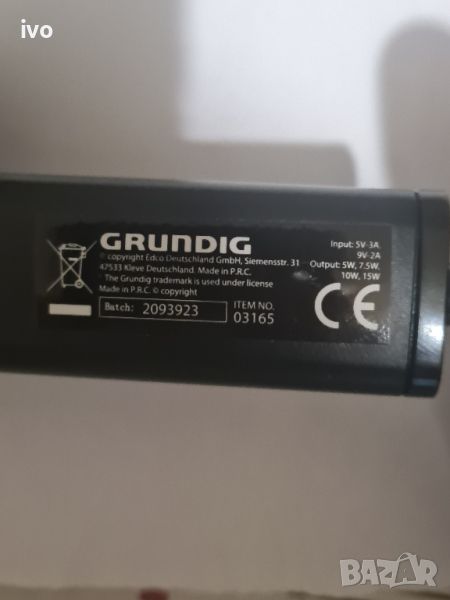 ivo
GRUNDIG
© copyright Edco Deutschland GmbH, Siemensstr. 31
47533 Kleve Deutschland. Made in P.R.C.
The Grundig trademark is used under license
Made in P.R.C. © copyright
Batch: 2093923
ITEM NO.
03165
Input: 5V-3A,
9V-2A
Output: 5W, 7.5W,
10W, 15W
CE
BAZAR